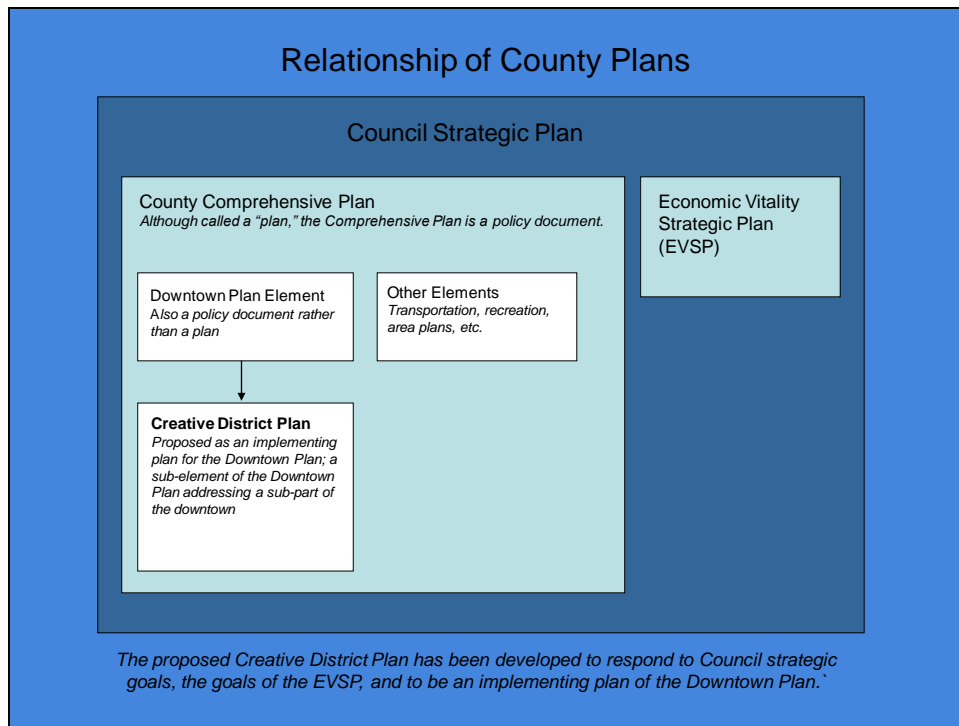 Relationship of County Plans
Council Strategic Plan
County Comprehensive Plan
Although called a “plan,” the Comprehensive Plan is a policy document.
Economic Vitality
Strategic Plan
(EVSP)
Downtown Plan Element
Also a policy document rather
than a plan
Other Elements
Transportation, recreation,
area plans, etc.
Creative District Plan
Proposed as an implementing
plan for the Downtown Plan; a
sub-element of the Downtown
Plan addressing a sub-part of
the downtown
The proposed Creative District Plan has been developed to respond to Council strategic
goals, the goals of the EVSP, and to be an implementing plan of the Downtown Plan.`